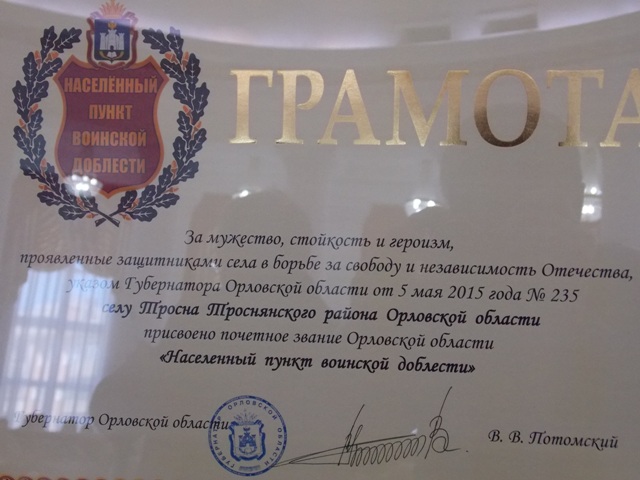 НАСЕЛЁННЫЙ
ПУНКТ
ВОИНСКОЙ
ДОБЛЕСТИ
ГРАМОТА
За мужество, стойкость и героизм,
проявленные защитниками села в борьбе за свободу и независимость Отечества,
указом Губернатора Орловской области от 5 мая 2015 года № 235
селу Тросна Троснянского района Орловской области
присвоено почетное звание Орловской области
«Населенный пункт воинской доблести»
Губернатор Орловской области
ГУБЕРНАТОР ОРЛОВСКОЙ ОБЛАСТИ
В. В. Потомский